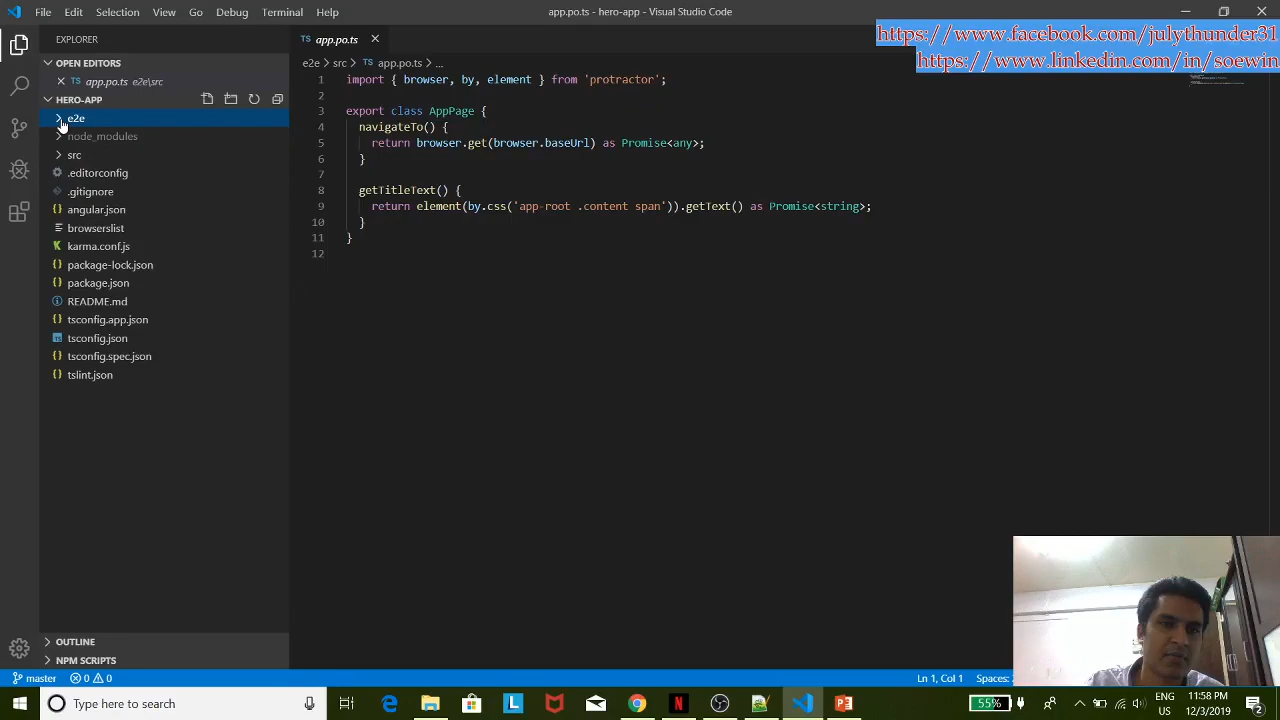 File Edit Selection View Go Debug Terminal Help
app.po.ts - hero-app - Visual Studio Code
https://www.facebook.com/julythunder31
https://www.linkedin.com/in/soewin
EXPLORER
OPEN EDITORS
TS app.po.ts e2e\src
HERO-APP
e2e
node_modules
src
.editorconfig
.gitignore
{} angular.json
browserslist
K karma.conf.js
{} package-lock.json
{} package.json
README.md
{} tsconfig.app.json
TS tsconfig.json
{} tsconfig.spec.json
{} tslint.json
OUTLINE
NPM SCRIPTS
TS app.po.ts
e2e > src > TS app.po.ts > ...
1 import { browser, by, element } from 'protractor';
2
3 export class AppPage {
4 navigateTo() {
5 return browser.get(browser.baseUrl) as Promise<any>;
6 }
7
8 getTitleText() {
9 return element(by.css('app-root .content span')).getText() as Promise<string>;
10 }
11 }
12
master 0 0
Ln 1, Col 1 Spaces:
Type here to search
55%
ENG
US
11:58 PM
12/3/2019
2